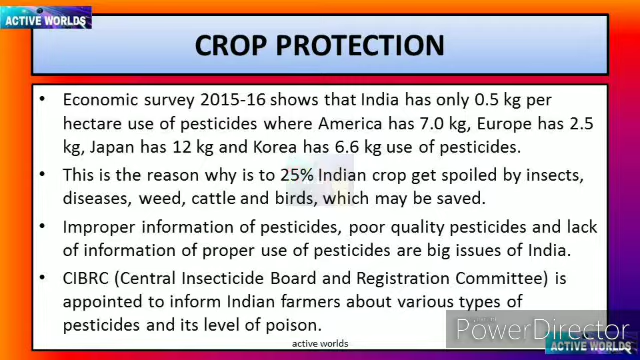 ACTIVE WORLDS
CROP PROTECTION
• Economic survey 2015-16 shows that India has only 0.5 kg per
hectare use of pesticides where America has 7.0 kg, Europe has 2.5
kg, Japan has 12 kg and Korea has 6.6 kg use of pesticides.
• This is the reason why is to 25% Indian crop get spoiled by insects,
diseases, weed, cattle and birds, which may be saved.
• Improper information of pesticides, poor quality pesticides and lack
of information of proper use of pesticides are big issues of India.
• CIBRC (Central Insecticide Board and Registration Committee) is
appointed to inform Indian farmers about various types of
pesticides and its level of poison.
active worlds
PowerDirector
ACTIVE WORLDS